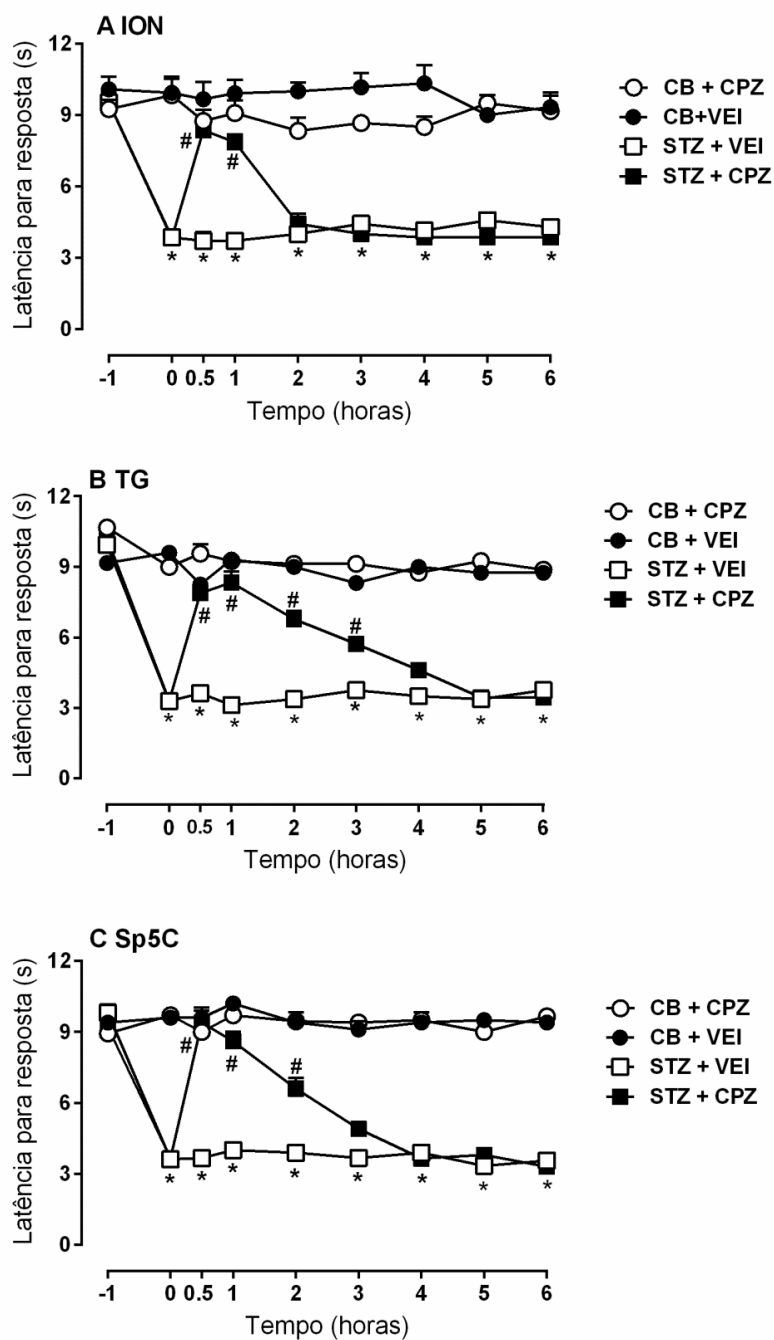 A ION
Latência para resposta (s)
12
9
6
3
0
# #
* * * * * * * *
-1 0 0.5 1 2 3 4 5 6
Tempo (horas)
CB + CPZ
CB+VEI
STZ + VEI
STZ + CPZ
B TG
Latência para resposta (s)
12
9
6
3
0
# # # #
* * * * * * * *
-1 0 0.5 1 2 3 4 5 6
Tempo (horas)
CB + CPZ
CB + VEI
STZ + VEI
STZ + CPZ
C Sp5C
Latência para resposta (s)
12
9
6
3
0
# # #
* * * * * * * *
-1 0 0.5 1 2 3 4 5 6
Tempo (horas)
CB + CPZ
CB + VEI
STZ + VEI
STZ + CPZ